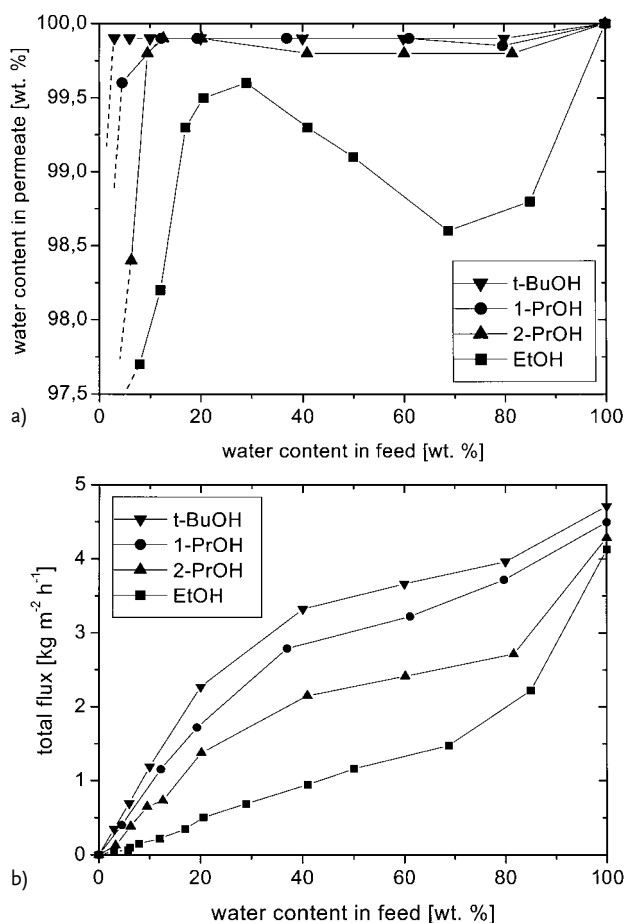 100,0
99,5
99,0
98,5
98,0
97,5
water content in permeate [wt. %]
t-BuOH
1-PrOH
2-PrOH
EtOH
0 20 40 60 80 100
a)
water content in feed [wt. %]
5
4
3
2
1
0
total flux [kg m⁻² h⁻¹]
t-BuOH
1-PrOH
2-PrOH
EtOH
0 20 40 60 80 100
b)
water content in feed [wt. %]